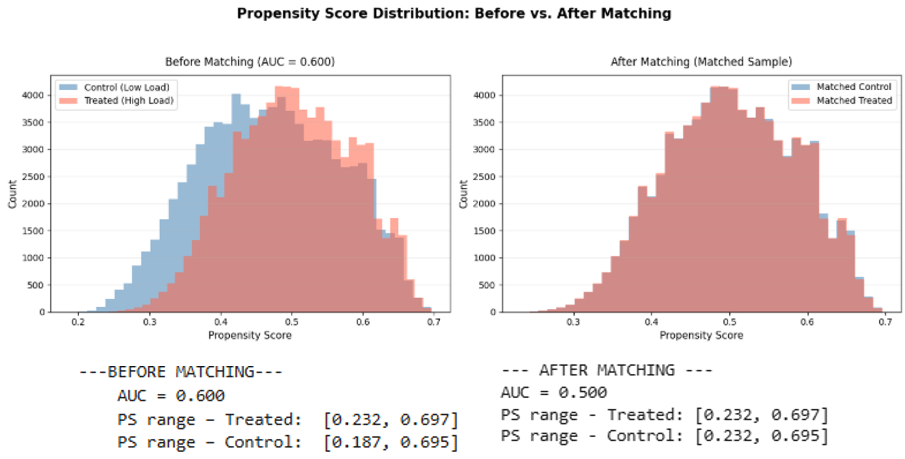 Propensity Score Distribution: Before vs. After Matching
Before Matching (AUC = 0.600)
Control (Low Load)
Treated (High Load)
Count
4000
3500
3000
2500
2000
1500
1000
500
0
0.2 0.3 0.4 0.5 0.6 0.7
Propensity Score
After Matching (Matched Sample)
Matched Control
Matched Treated
Count
4000
3500
3000
2500
2000
1500
1000
500
0
0.3 0.4 0.5 0.6 0.7
Propensity Score
---BEFORE MATCHING---
AUC = 0.600
PS range – Treated: [0.232, 0.697]
PS range – Control: [0.187, 0.695]
--- AFTER MATCHING ---
AUC = 0.500
PS range - Treated: [0.232, 0.697]
PS range - Control: [0.232, 0.695]